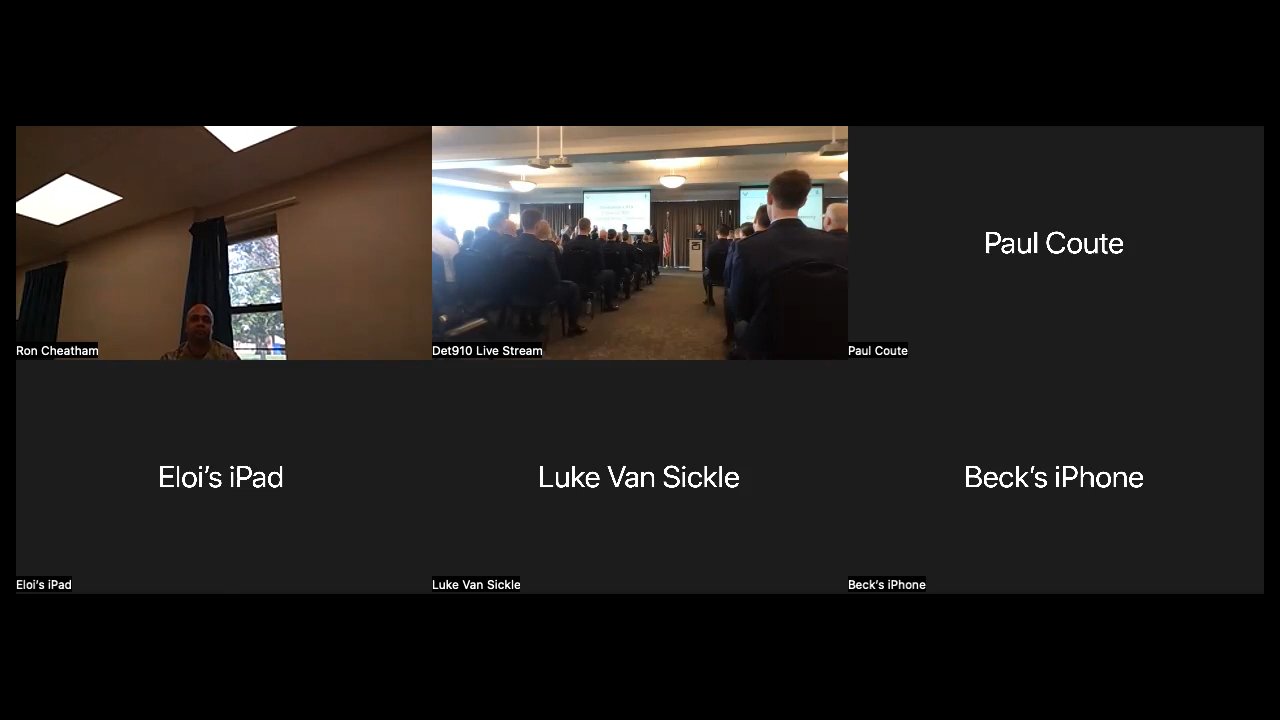 Paul Coute
Ron Cheatham
Det910 Live Stream
Paul Coute
Eloi’s iPad
Luke Van Sickle
Beck’s iPhone
Eloi’s iPad
Luke Van Sickle
Beck’s iPhone